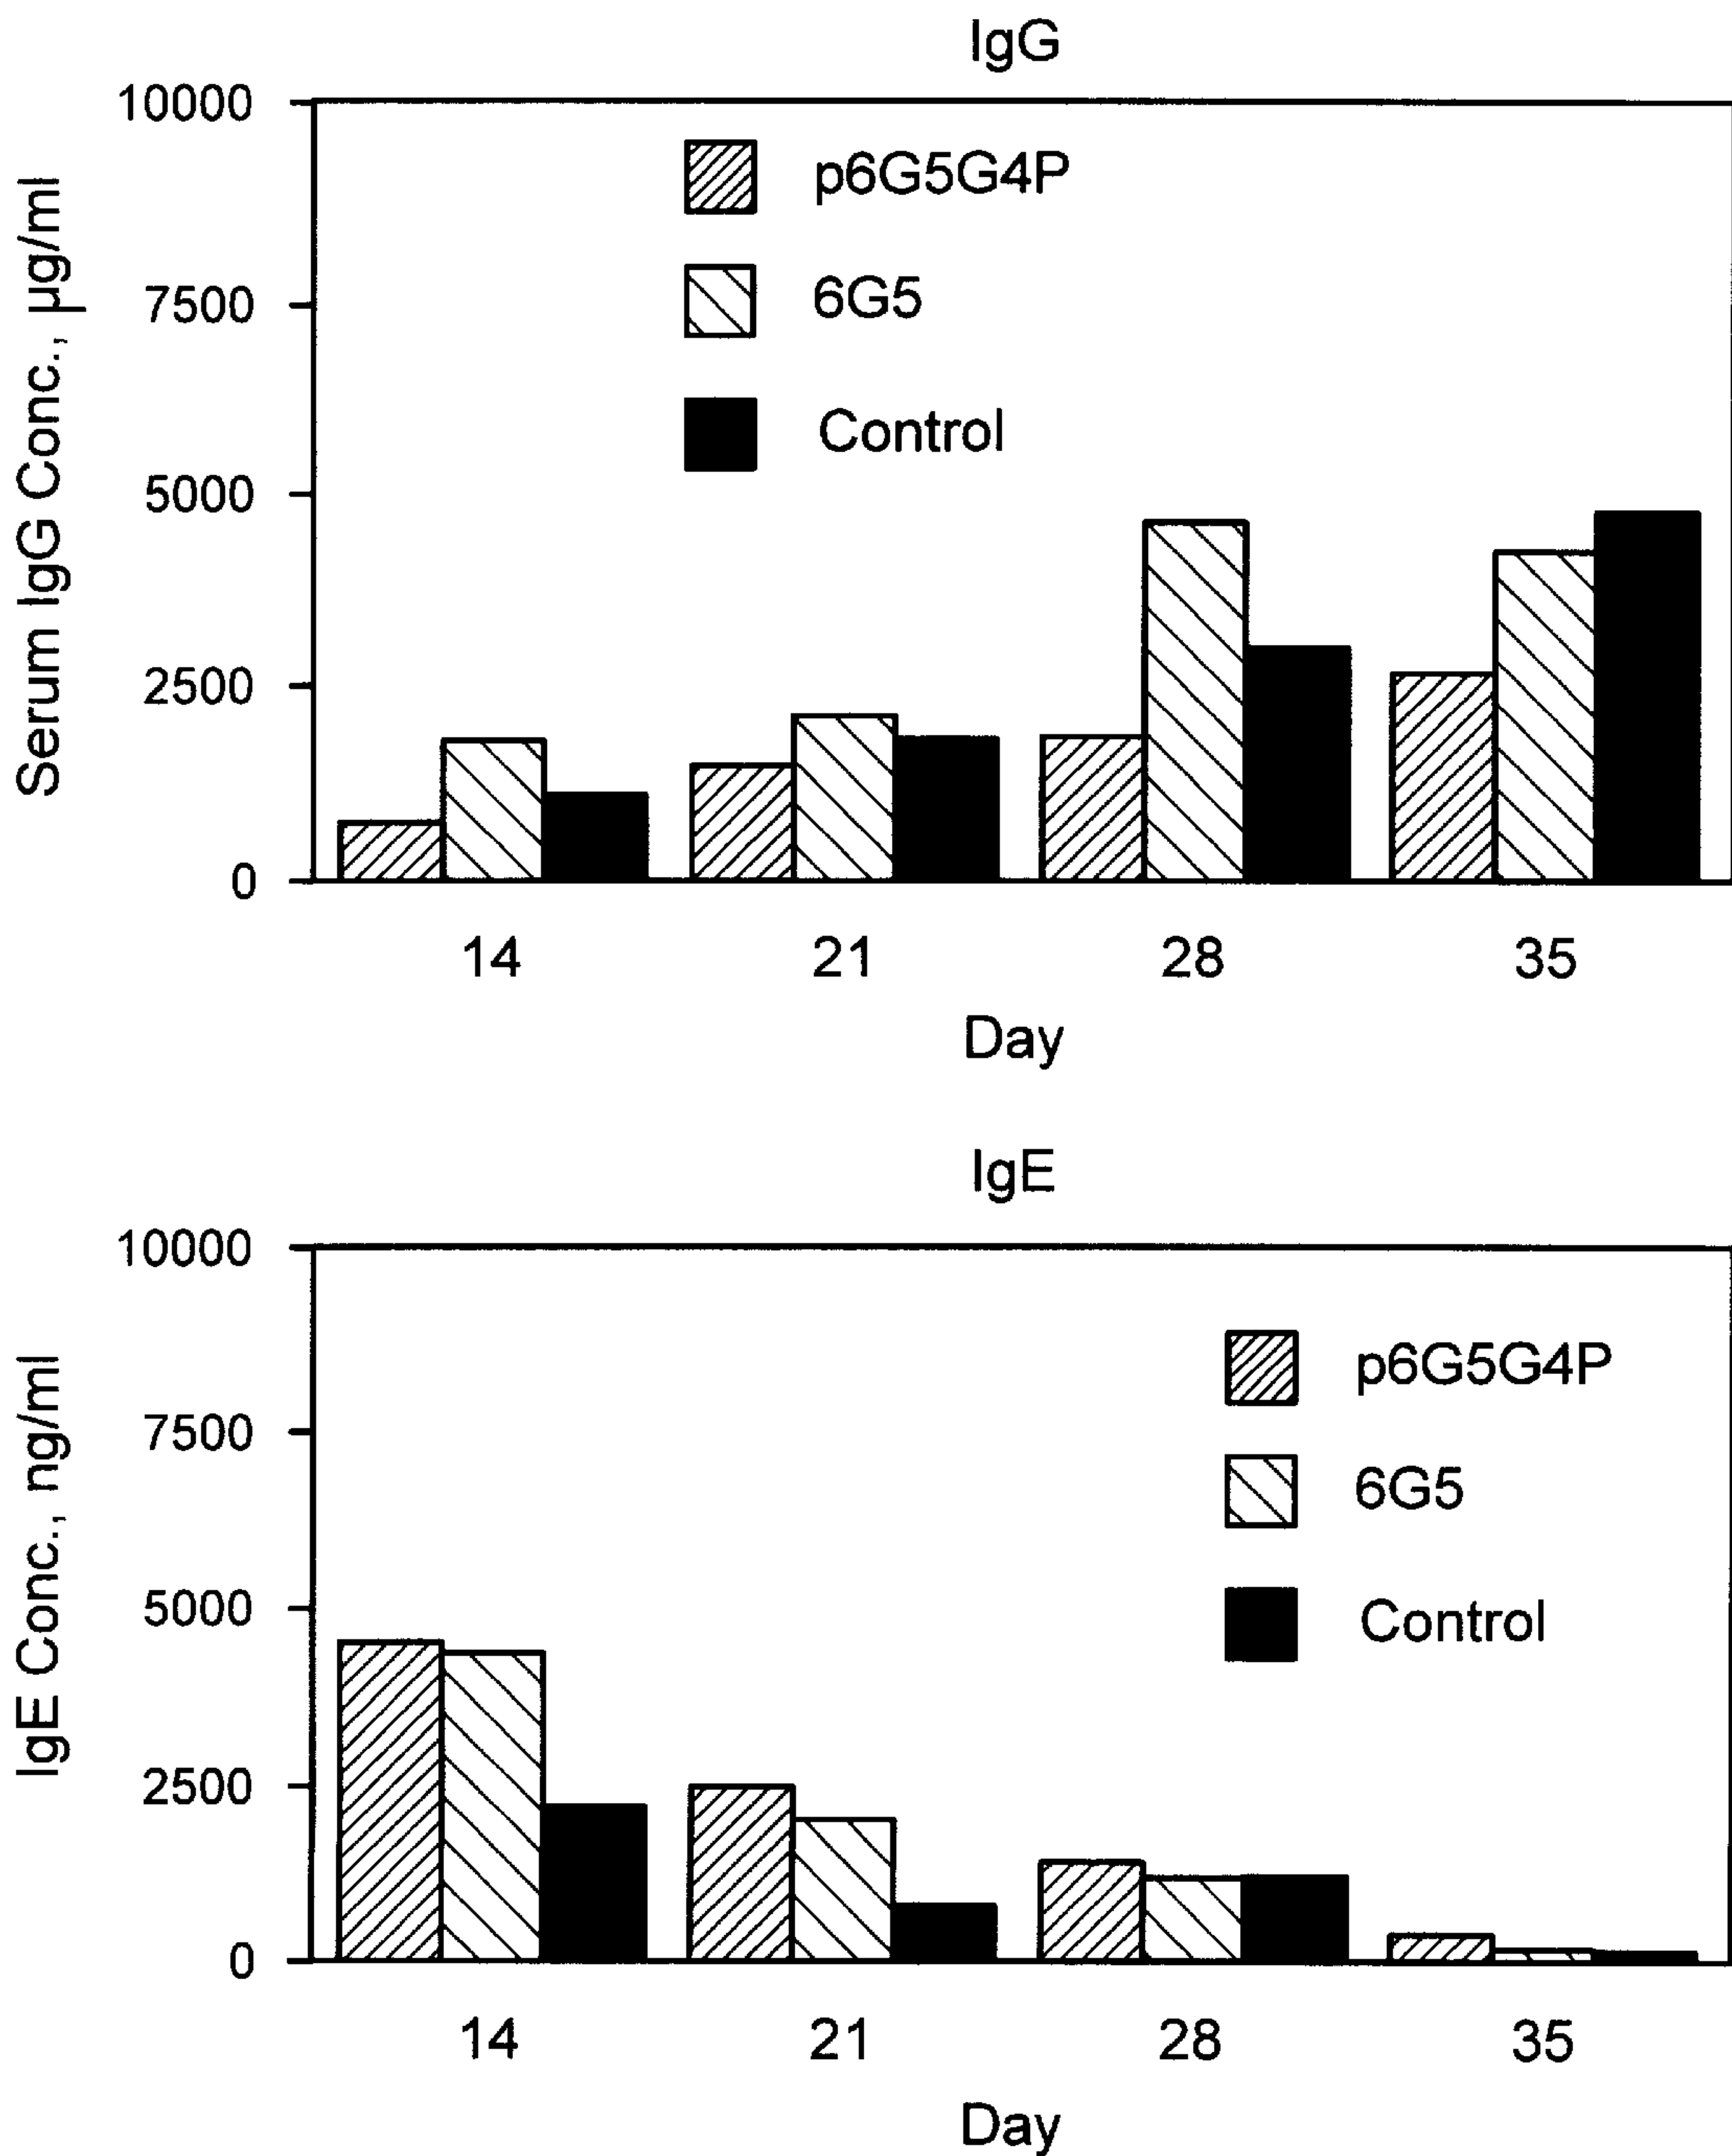 IgG
Serum IgG Conc., µg/ml
10000
7500
5000
2500
0
p6G5G4P
6G5
Control
14 21 28 35
Day
IgE
IgE Conc., ng/ml
10000
7500
5000
2500
0
p6G5G4P
6G5
Control
14 21 28 35
Day